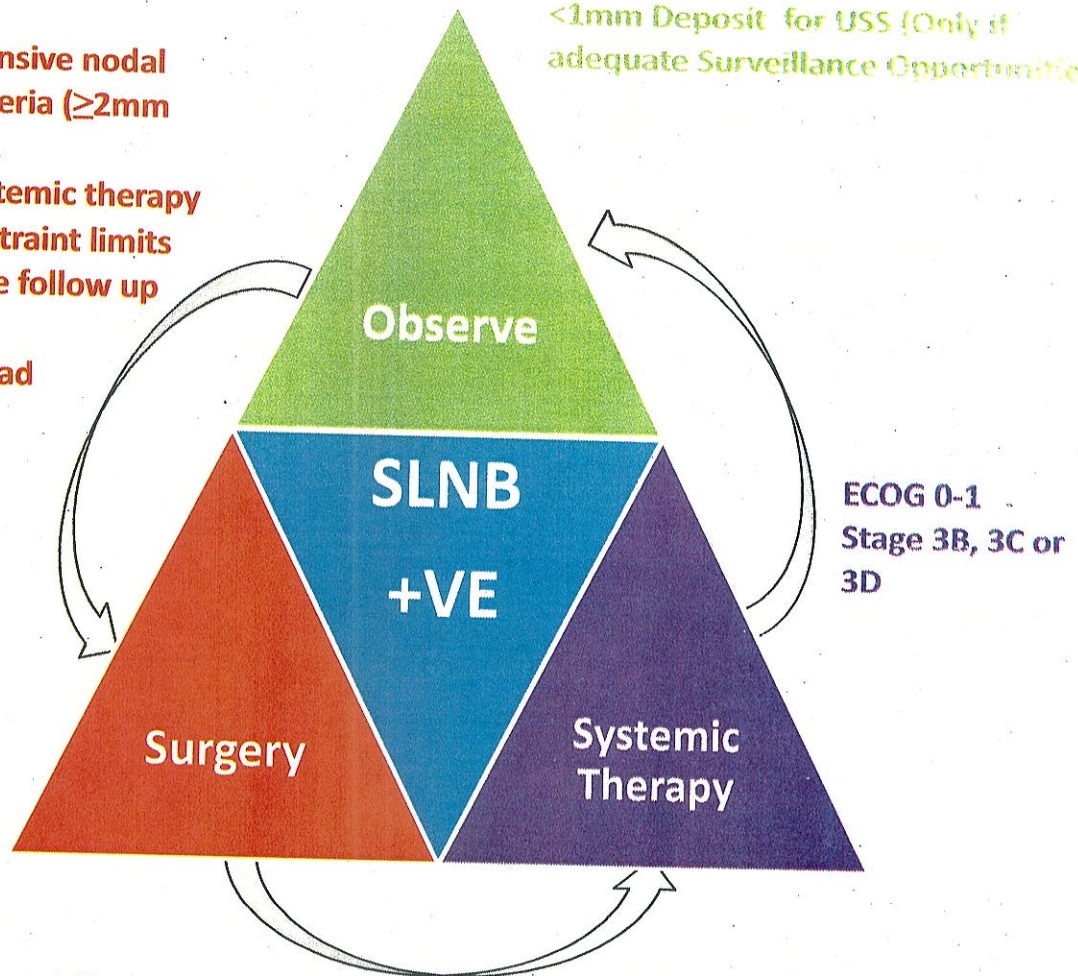 <1mm Deposit for USS (Only if
adequate Surveillance Opportunitie
nsive nodal
eria (≥2mm
temic therapy
traint limits
e follow up
ad
Observe
SLNB
+VE
ECOG 0-1
Stage 3B, 3C or
3D
Surgery
Systemic
Therapy